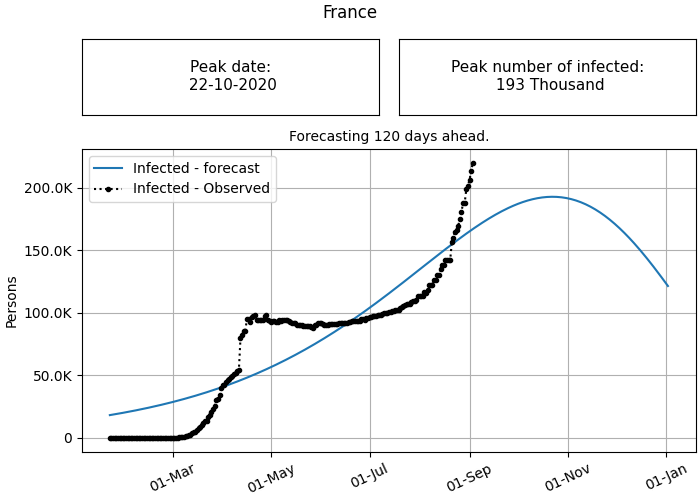 France
Peak date:
22-10-2020
Peak number of infected:
193 Thousand
Forecasting 120 days ahead.
Infected - forecast
Infected - Observed
Persons
200.0K
150.0K
100.0K
50.0K
0
01-Mar
01-May
01-Jul
01-Sep
01-Nov
01-Jan